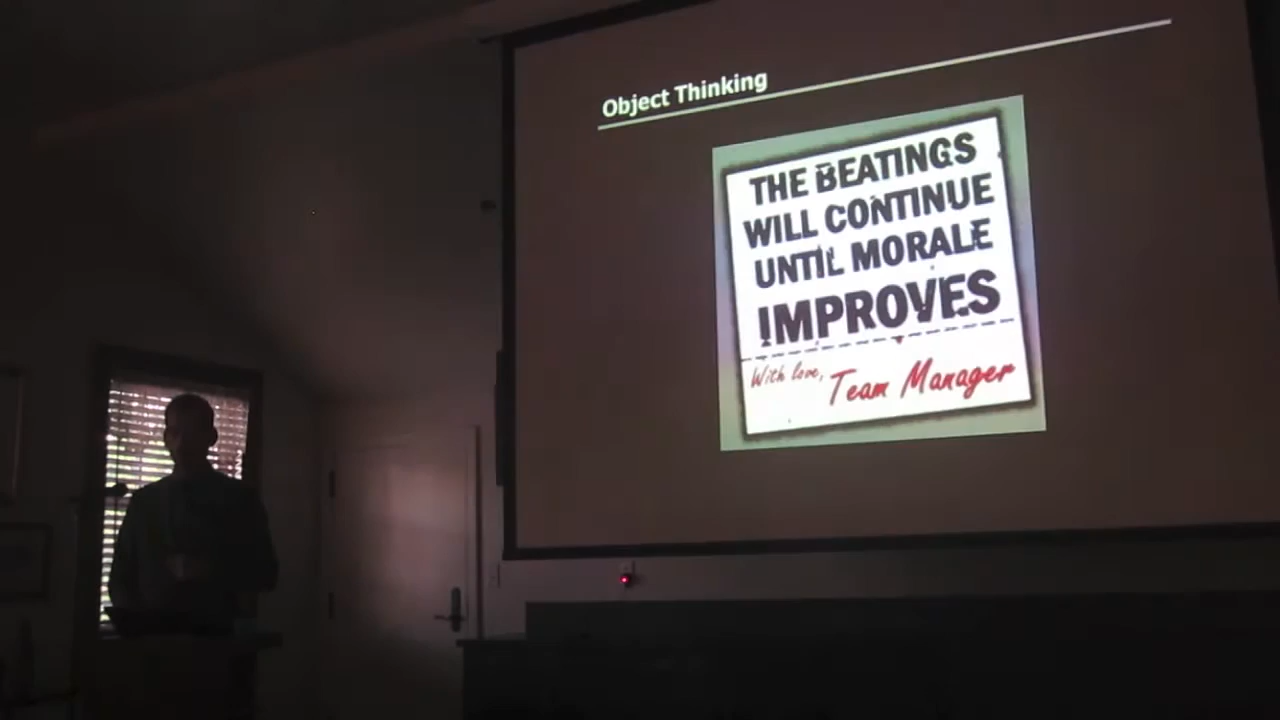 Object Thinking
THE BEATINGS
WILL CONTINUE
UNTIL MORALE
IMPROVES
With love, Team Manager